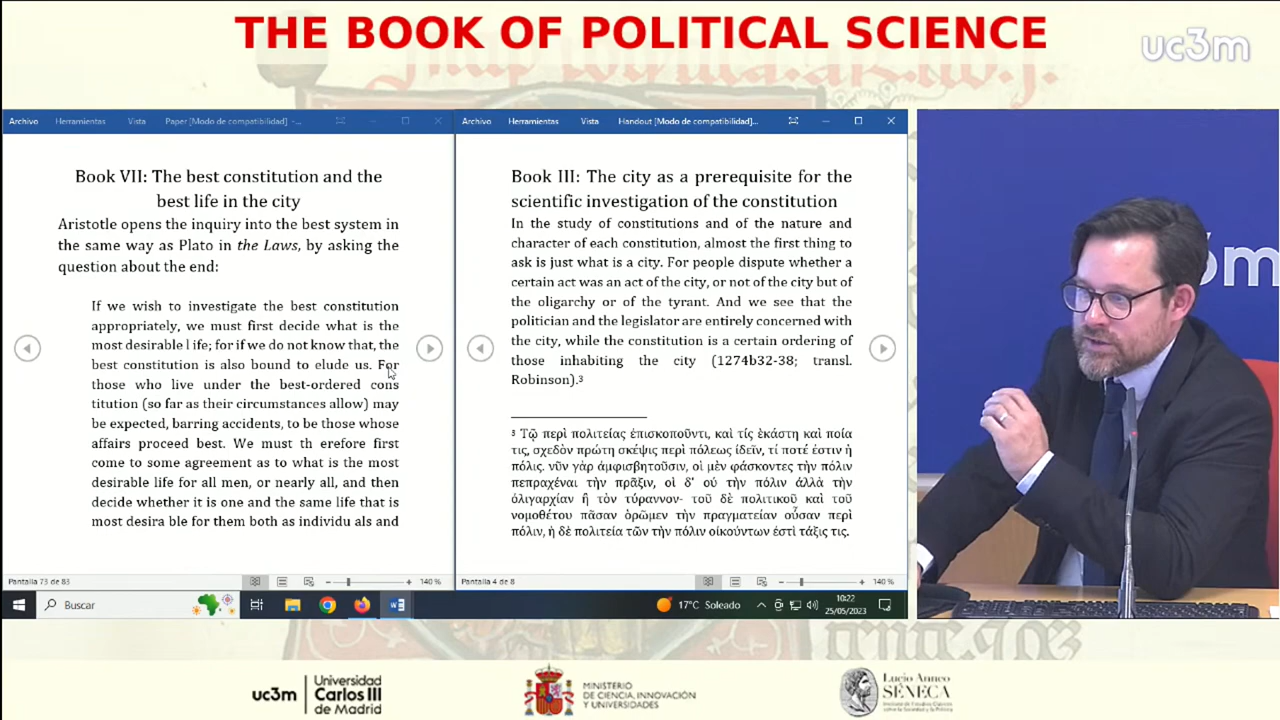 THE BOOK OF POLITICAL SCIENCE
uc3m
Archivo Herramientas Vista Paper [Modo de compatibilidad] -...
Book VII: The best constitution and the
best life in the city
Aristotle opens the inquiry into the best system in
the same way as Plato in the Laws, by asking the
question about the end:
If we wish to investigate the best constitution
appropriately, we must first decide what is the
most desirable l ife; for if we do not know that, the
best constitution is also bound to elude us. For
those who live under the best-ordered cons
titution (so far as their circumstances allow) may
be expected, barring accidents, to be those whose
affairs proceed best. We must th erefore first
come to some agreement as to what is the most
desirable life for all men, or nearly all, and then
decide whether it is one and the same life that is
most desira ble for them both as individu als and
Pantalla 73 de 83
140 %
Archivo Herramientas Vista Handout [Modo de compatibilidad]...
Book III: The city as a prerequisite for the
scientific investigation of the constitution
In the study of constitutions and of the nature and
character of each constitution, almost the first thing to
ask is just what is a city. For people dispute whether a
certain act was an act of the city, or not of the city but of
the oligarchy or of the tyrant. And we see that the
politician and the legislator are entirely concerned with
the city, while the constitution is a certain ordering of
those inhabiting the city (1274b32-38; transl.
Robinson).³
³ Τῷ περὶ πολιτείας ἐπισκοποῦντι, καὶ τίς ἑκάστη καὶ ποία
τις, σχεδὸν πρώτη σκέψις περὶ πόλεως ἰδεῖν, τί ποτέ ἐστιν ἡ
πόλις. νῦν γὰρ ἀμφισβητοῦσιν, οἱ μὲν φάσκοντες τὴν πόλιν
πεπραχέναι τὴν πρᾶξιν, οἱ δ' οὐ τὴν πόλιν ἀλλὰ τὴν
ὀλιγαρχίαν ἢ τὸν τύραννον· τοῦ δὲ πολιτικοῦ καὶ τοῦ
νομοθέτου πᾶσαν ὁρῶμεν τὴν πραγματείαν οὖσαν περὶ
πόλιν, ἡ δὲ πολιτεία τῶν τὴν πόλιν οἰκούντων ἐστὶ τάξις τις.
Pantalla 4 de 8
140 %
Buscar
17°C Soleado
10:22
25/05/2023
3m
uc3m
Universidad
Carlos III
de Madrid
MINISTERIO
DE CIENCIA, INNOVACIÓN
Y UNIVERSIDADES
Lucio Anneo
SÉNECA